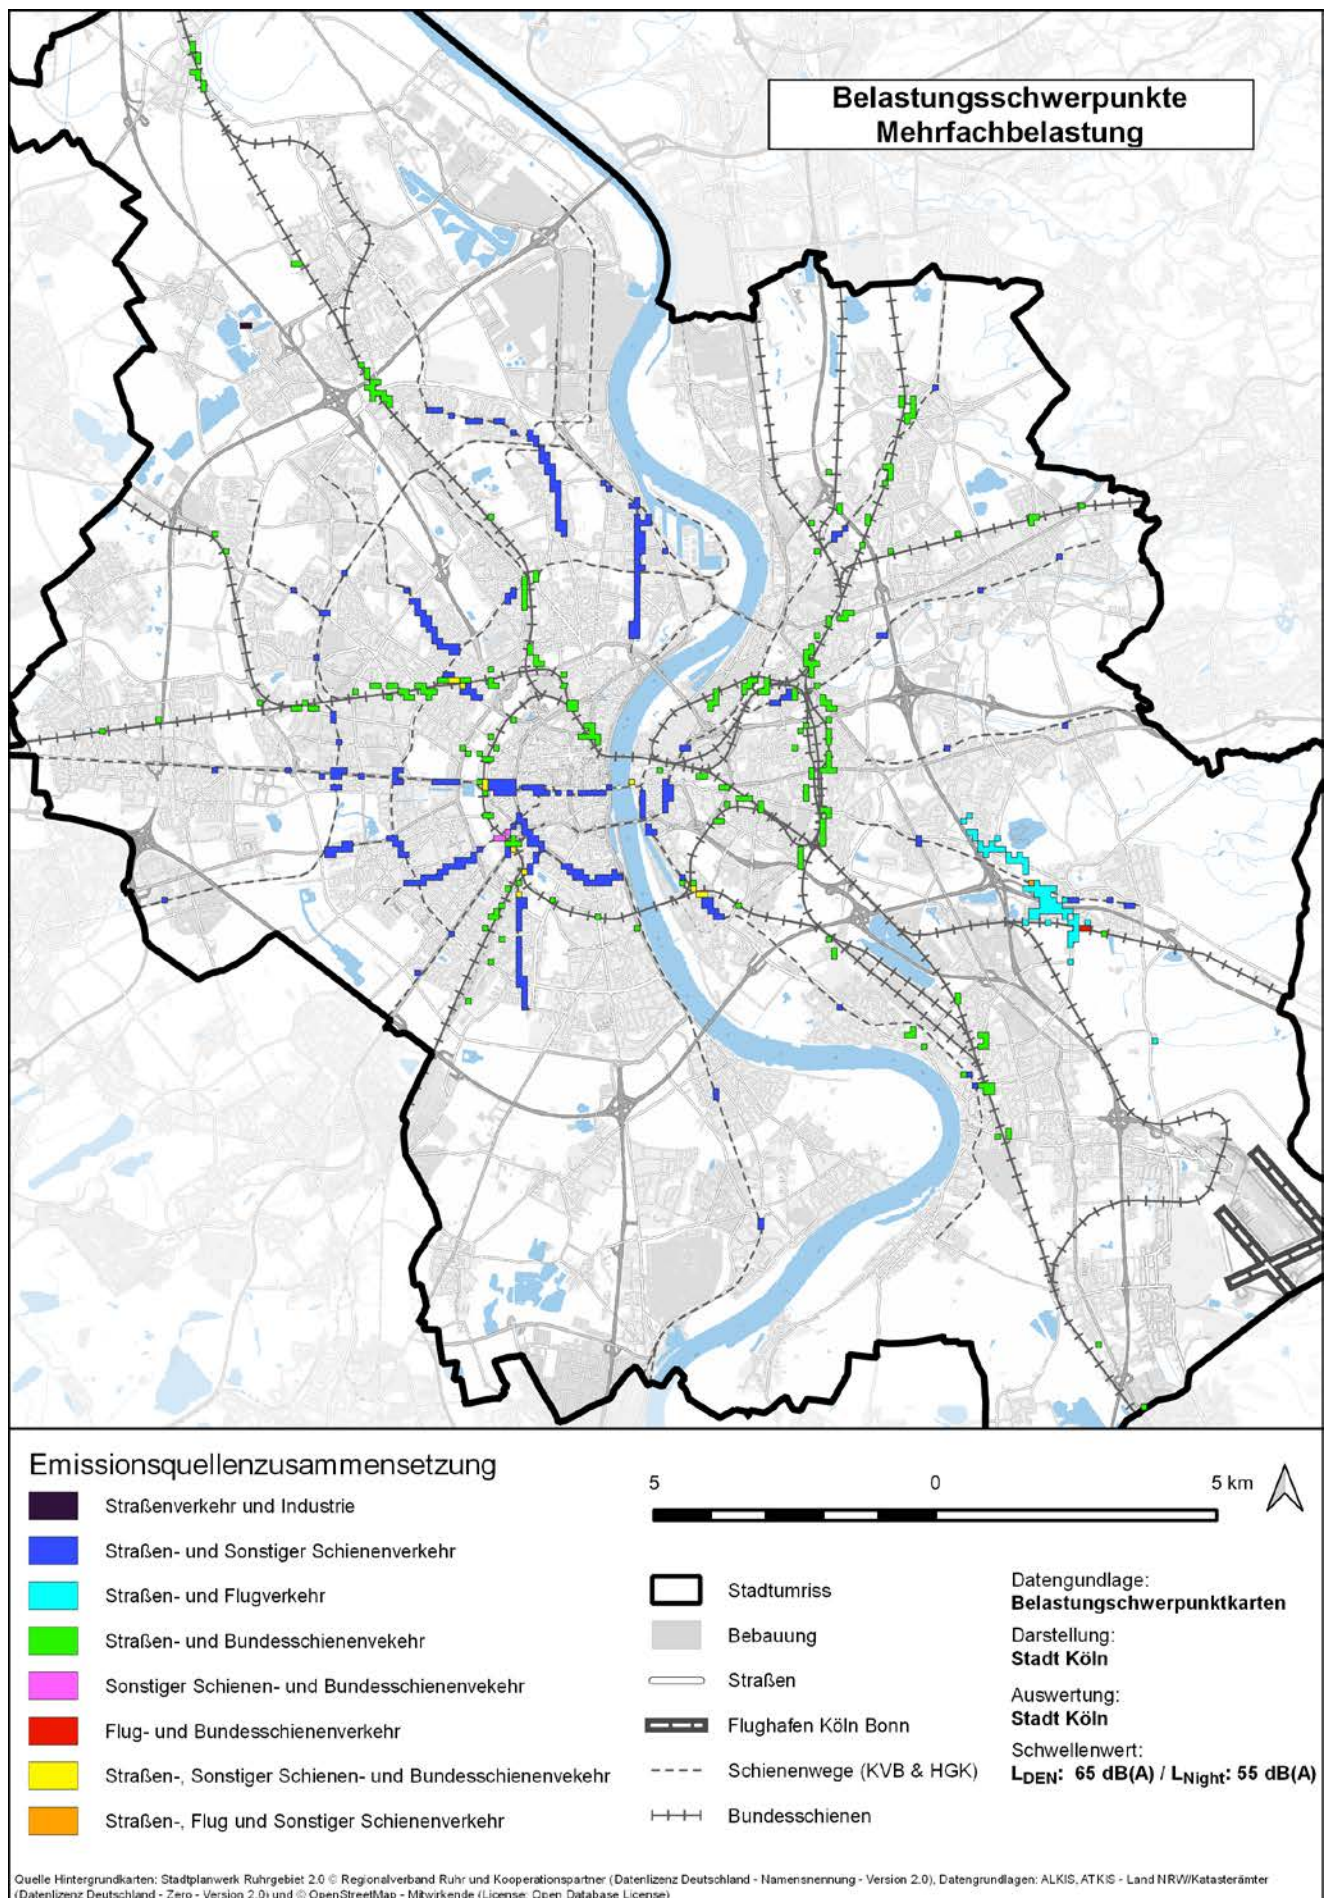 Belastungsschwerpunkte
Mehrfachbelastung
Emissionsquellenzusammensetzung
Straßenverkehr und Industrie
Straßen- und Sonstiger Schienenverkehr
Straßen- und Flugverkehr
Straßen- und Bundesschienenvekehr
Sonstiger Schienen- und Bundesschienenvekehr
Flug- und Bundesschienenverkehr
Straßen-, Sonstiger Schienen- und Bundesschienenvekehr
Straßen-, Flug und Sonstiger Schienenverkehr
5 0 5 km
Stadtumriss
Bebauung
Straßen
Flughafen Köln Bonn
Schienenwege (KVB & HGK)
Bundesschienen
Datengundlage:
Belastungschwerpunktkarten
Darstellung:
Stadt Köln
Auswertung:
Stadt Köln
Schwellenwert:
LDEN: 65 dB(A) / LNight: 55 dB(A)
Quelle Hintergrundkarten: Stadtplanwerk Ruhrgebiet 2.0 © Regionalverband Ruhr und Kooperationspartner (Datenlizenz Deutschland - Namensnennung - Version 2.0), Datengrundlagen: ALKIS, ATKIS - Land NRW/Katasterämter
(Datenlizenz Deutschland - Zero - Version 2.0) und © OpenStreetMap - Mitwirkende (License: Open Database License)